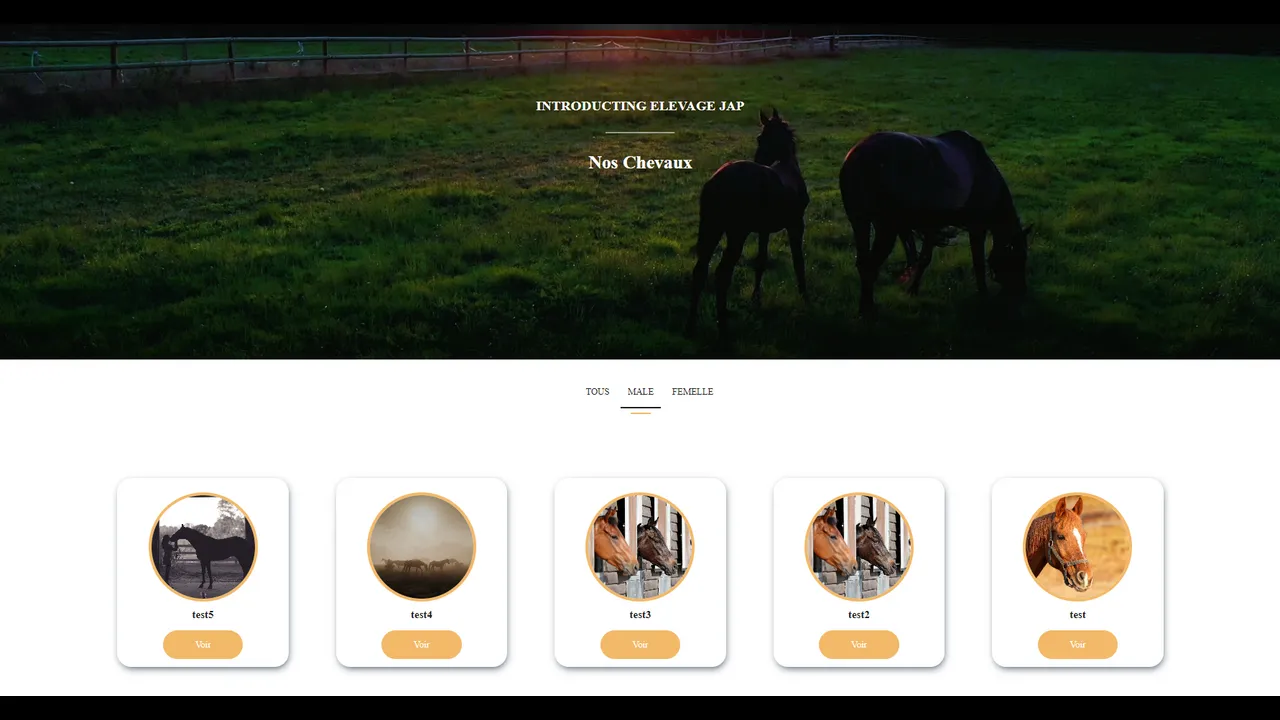 INTRODUCTING ELEVAGE JAP
Nos Chevaux
TOUS MALE FEMELLE
test5 test4 test3 test2 test
Voir Voir Voir Voir Voir